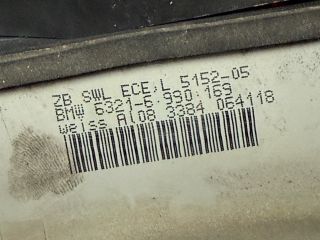 ZB SWL ECE,L 5152-05
BMW 6321-6 990 169
weiss Al08 3384 064118